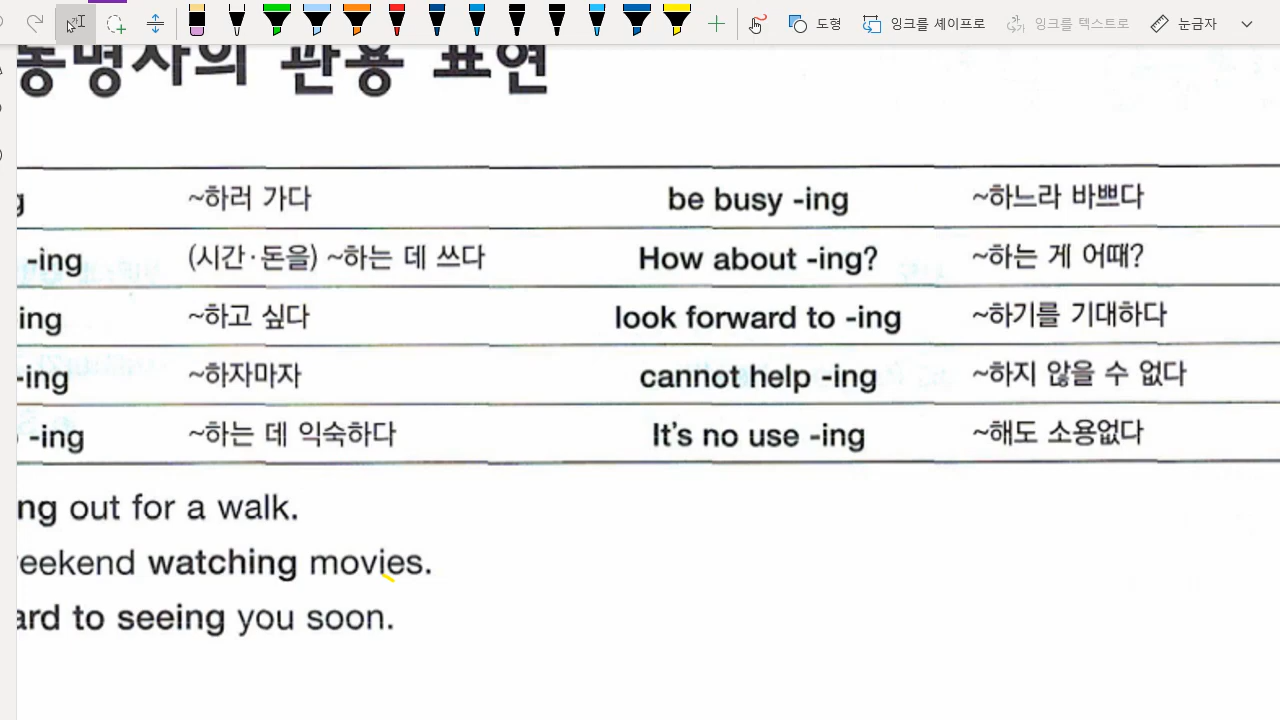 도형 잉크를 셰이프로 잉크를 텍스트로 눈금자
동명사의 관용 표현
g ~하러 가다 be busy -ing ~하느라 바쁘다
-ing (시간·돈을) ~하는 데 쓰다 How about -ing? ~하는 게 어때?
ing ~하고 싶다 look forward to -ing ~하기를 기대하다
-ing ~하자마자 cannot help -ing ~하지 않을 수 없다
-ing ~하는 데 익숙하다 It's no use -ing ~해도 소용없다
ng out for a walk.
eekend watching movies.
ard to seeing you soon.